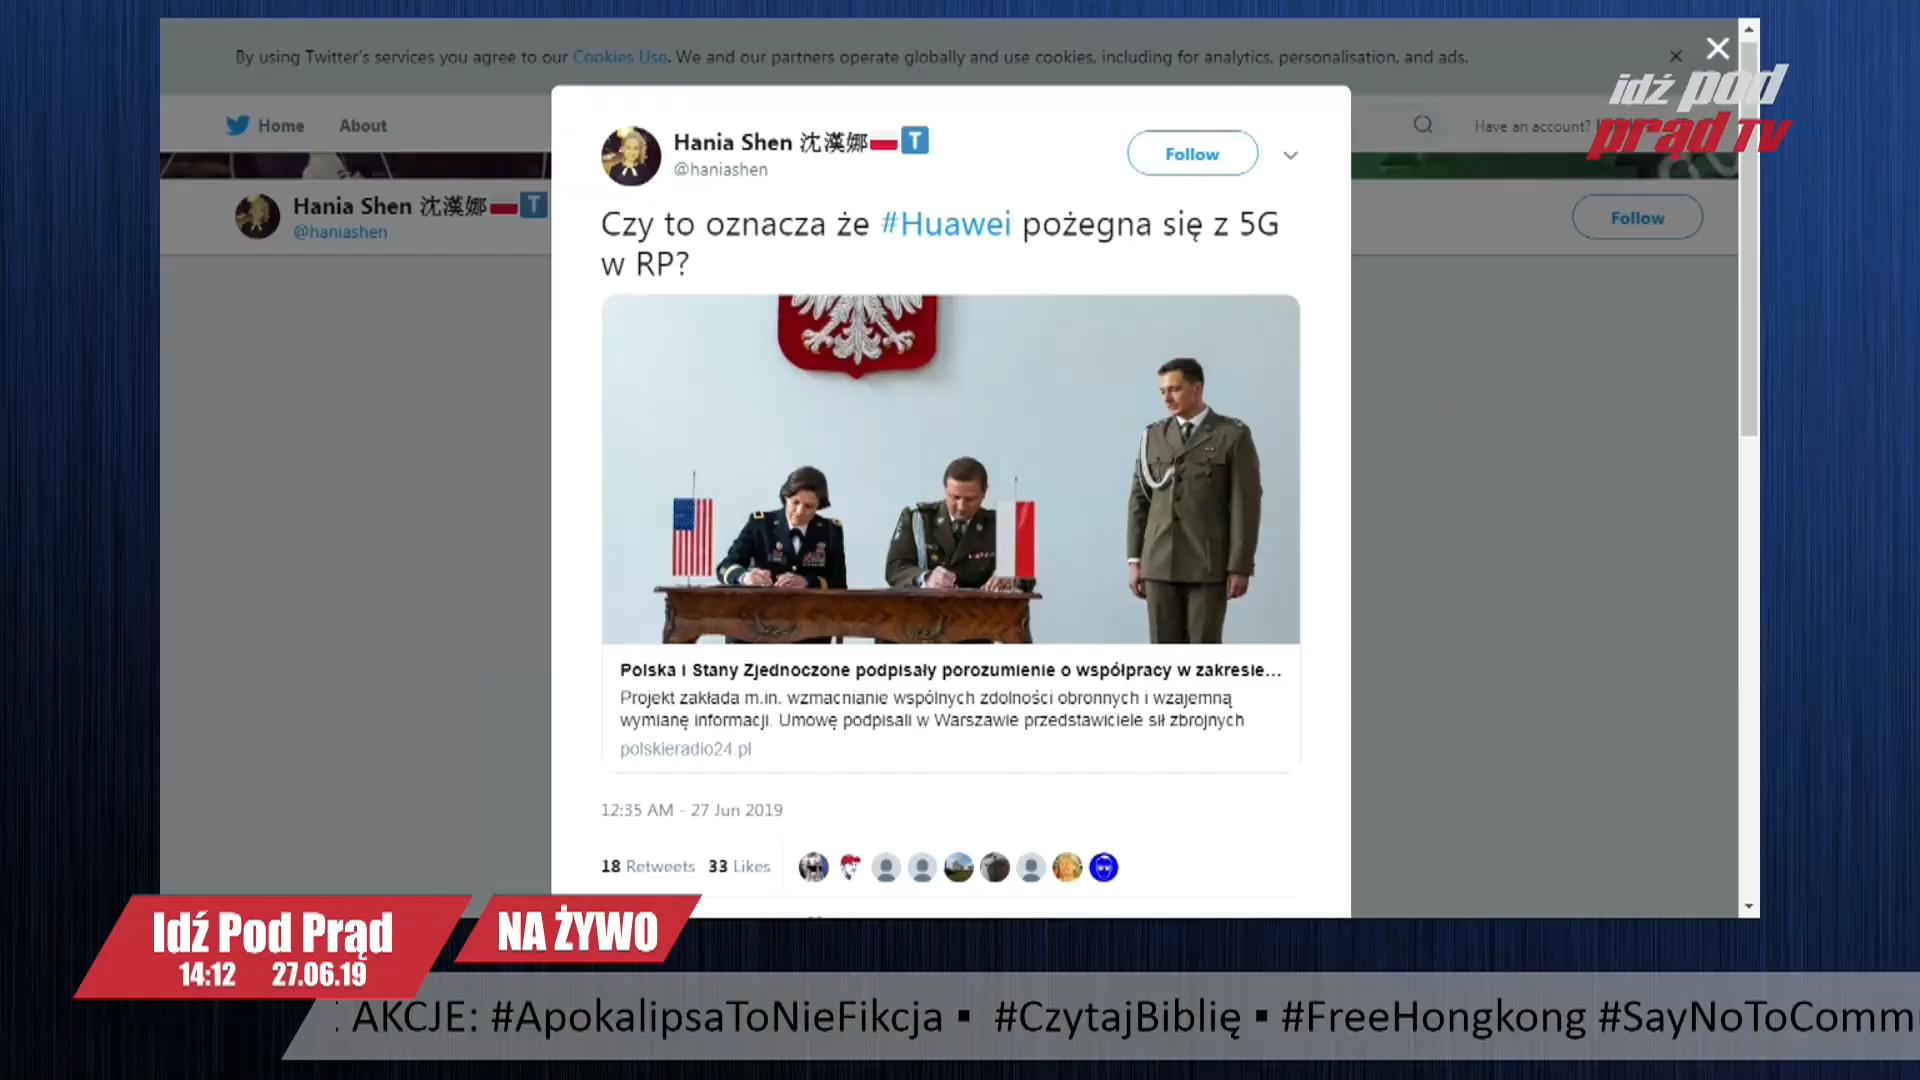 By using Twitter's services you agree to our Cookies Use. We and our partners operate globally and use cookies, including for analytics, personalisation, and ads.
idź pod
prąd TV
Home About
Have an account?
Hania Shen 沈漢娜 T
@haniashen
Follow
Hania Shen 沈漢娜 T
@haniashen
Follow
Czy to oznacza że #Huawei pożegna się z 5G
w RP?
Polska i Stany Zjednoczone podpisały porozumienie o współpracy w zakresie...
Projekt zakłada m.in. wzmacnianie wspólnych zdolności obronnych i wzajemną
wymianę informacji. Umowę podpisali w Warszawie przedstawiciele sił zbrojnych
polskieradio24.pl
12:35 AM - 27 Jun 2019
18 Retweets 33 Likes
Idź Pod Prąd
14:12 27.06.19
NA ŻYWO
: AKCJE: #ApokalipsaToNieFikcja ▪ #CzytajBiblię ▪ #FreeHongkong #SayNoToComm